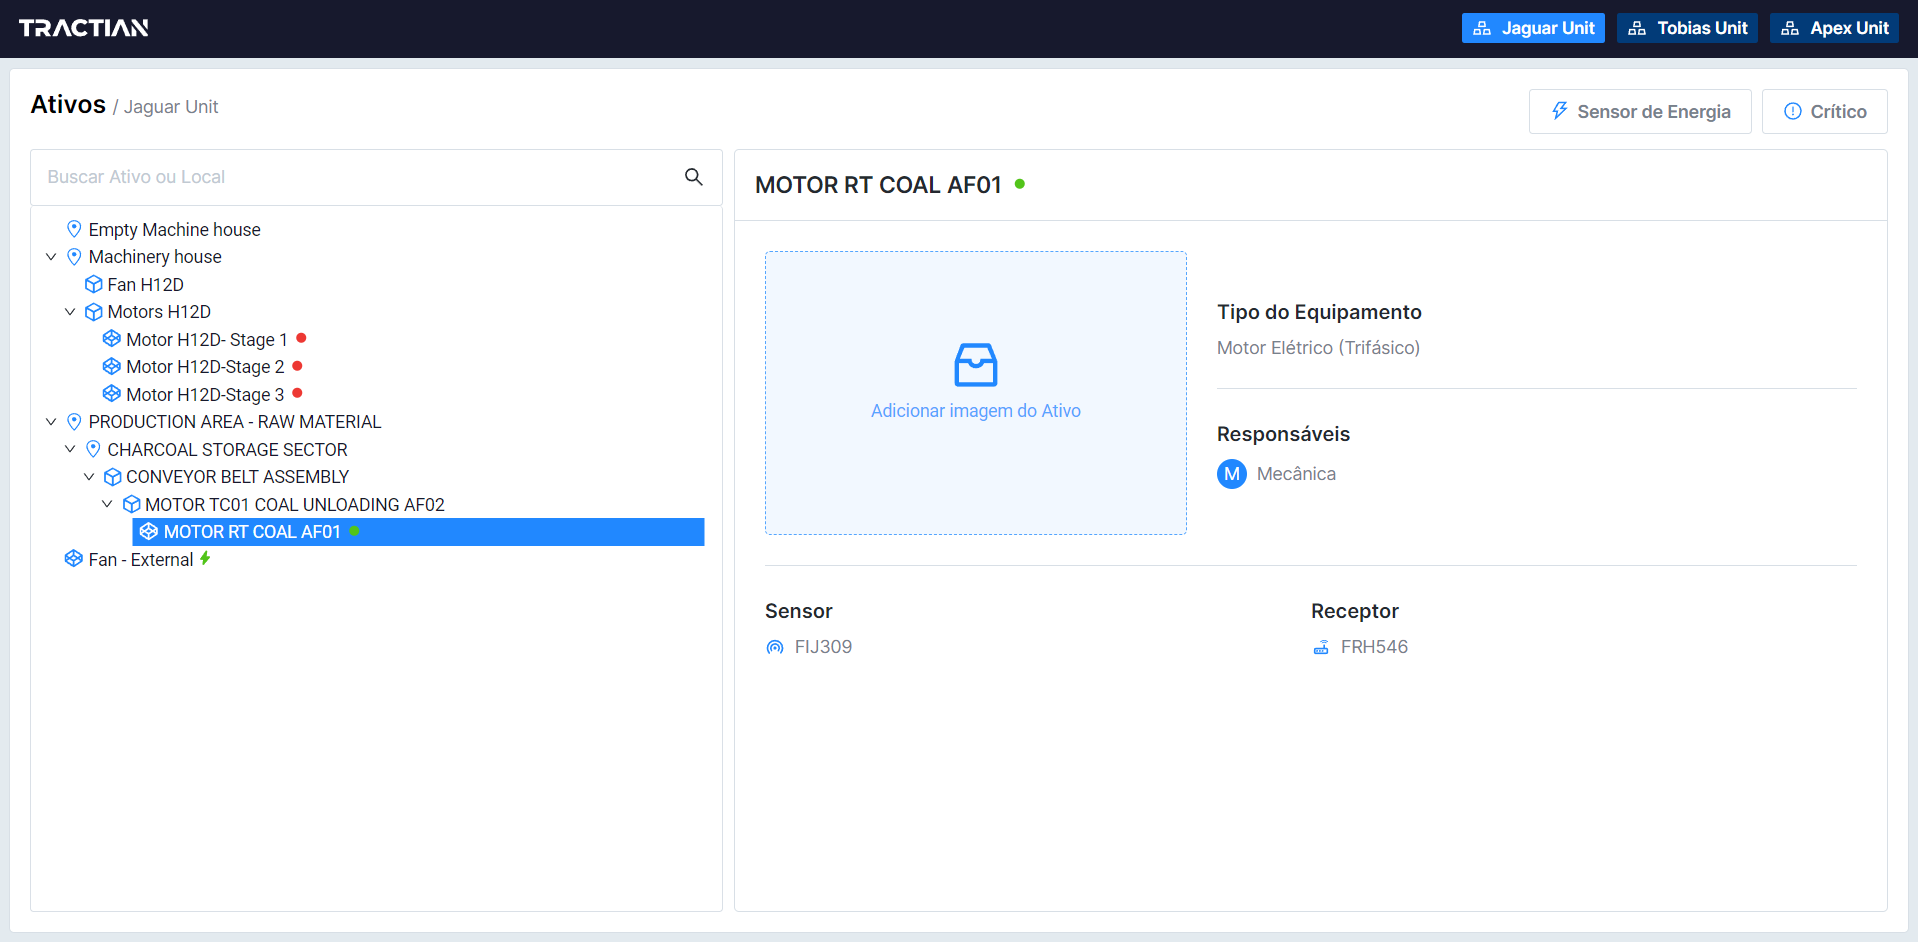 TRACTIAN
Jaguar Unit
Tobias Unit
Apex Unit
Ativos / Jaguar Unit
Sensor de Energia
Crítico
Buscar Ativo ou Local
Empty Machine house
Machinery house
Fan H12D
Motors H12D
Motor H12D- Stage 1
Motor H12D-Stage 2
Motor H12D-Stage 3
PRODUCTION AREA - RAW MATERIAL
CHARCOAL STORAGE SECTOR
CONVEYOR BELT ASSEMBLY
MOTOR TC01 COAL UNLOADING AF02
MOTOR RT COAL AF01
Fan - External
MOTOR RT COAL AF01
Adicionar imagem do Ativo
Tipo do Equipamento
Motor Elétrico (Trifásico)
Responsáveis
M Mecânica
Sensor
FIJ309
Receptor
FRH546